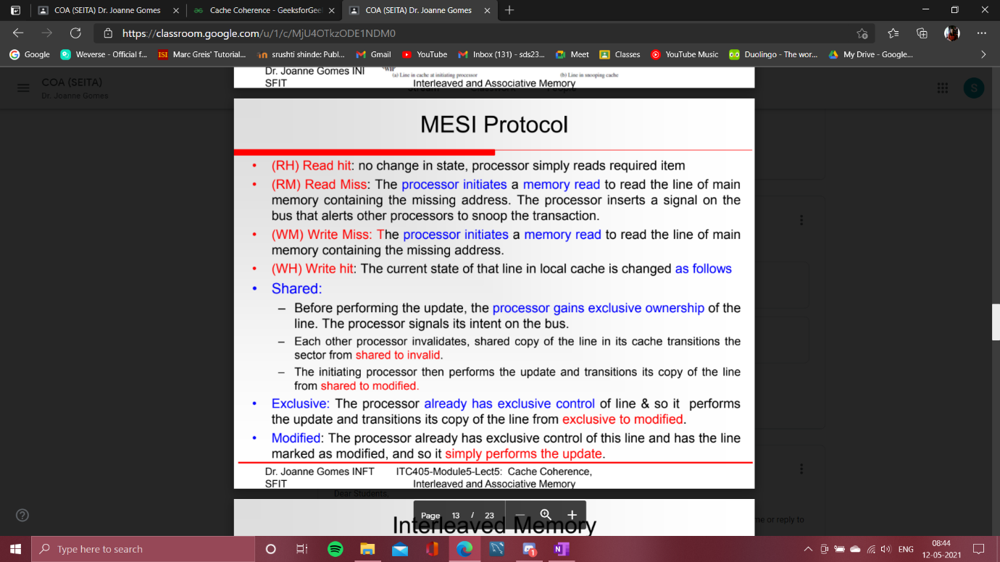 COA (SEITA) Dr. Joanne Gomes
Cache Coherence - GeeksforGee
COA (SEITA) Dr. Joanne Gomes
https://classroom.google.com/u/1/c/MjU4OTkzODE1NDM0
Google
Weverse - Official f...
ISI Marc Greis' Tutorial...
srushti shinde: Publ...
Gmail
YouTube
Inbox (131) - sds23...
Meet
Classes
YouTube Music
Duolingo - The wor...
My Drive - Google...
COA (SEITA)
Dr. Joanne Gomes
S
Dr. Joanne Gomes INI
(a) Line in cache at initiating processor
(b) Line in snooping cache
SFIT
Interleaved and Associative Memory
MESI Protocol
• (RH) Read hit: no change in state, processor simply reads required item
• (RM) Read Miss: The processor initiates a memory read to read the line of main
memory containing the missing address. The processor inserts a signal on the
bus that alerts other processors to snoop the transaction.
• (WM) Write Miss: The processor initiates a memory read to read the line of main
memory containing the missing address.
• (WH) Write hit: The current state of that line in local cache is changed as follows
• Shared:
– Before performing the update, the processor gains exclusive ownership of the
line. The processor signals its intent on the bus.
– Each other processor invalidates, shared copy of the line in its cache transitions the
sector from shared to invalid.
– The initiating processor then performs the update and transitions its copy of the line
from shared to modified.
• Exclusive: The processor already has exclusive control of line & so it performs
the update and transitions its copy of the line from exclusive to modified.
• Modified: The processor already has exclusive control of this line and has the line
marked as modified, and so it simply performs the update.
Dr. Joanne Gomes INFT ITC405-Module5-Lect5: Cache Coherence,
SFIT Interleaved and Associative Memory
Dear Students,
me or reply to
Page 13 / 23
Interleaved Memory
Type here to search
1
ENG
08:44
12-05-2021